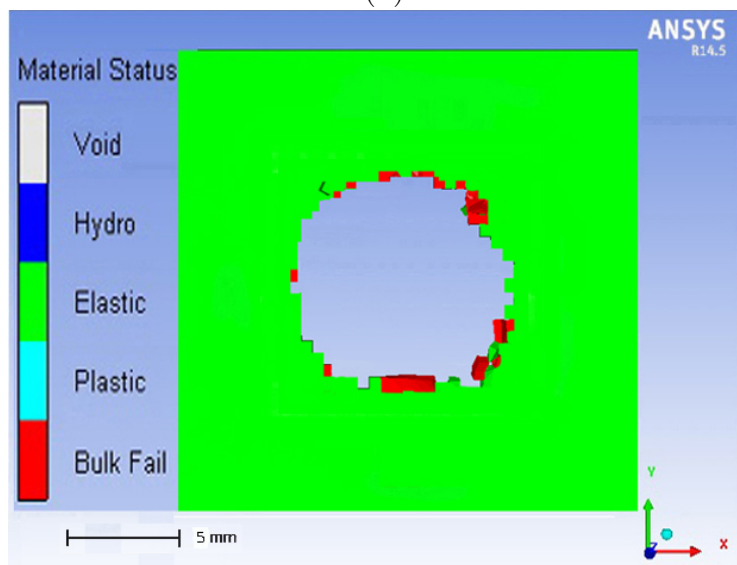 ANSYS
R14.5
Material Status
Void
Hydro
Elastic
Plastic
Bulk Fail
5 mm
Y
Z
X